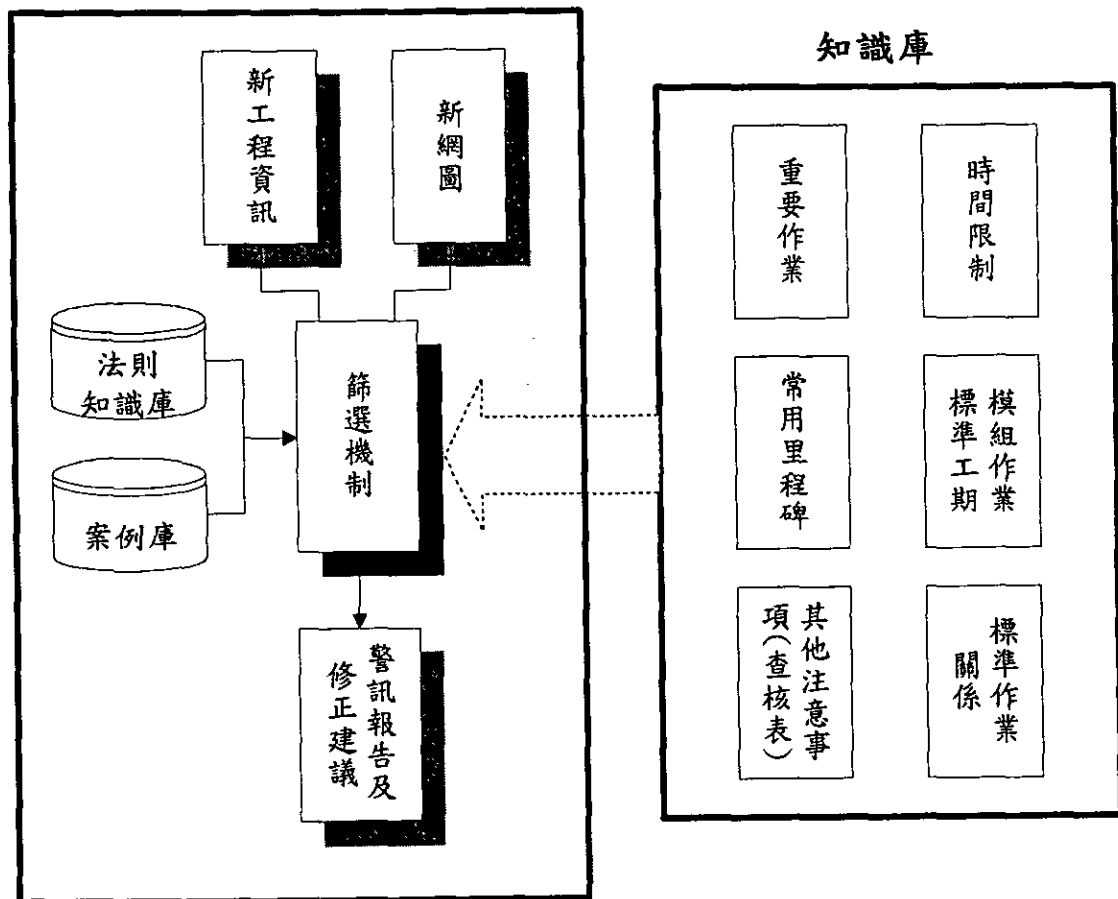 新工程資訊
新網圖
法則
知識庫
案例庫
篩選機制
警訊報告及
修正建議
知識庫
重要作業
時間限制
常用里程碑
模組作業
標準工期
其他注意事
項(查核表)
標準作業
關係